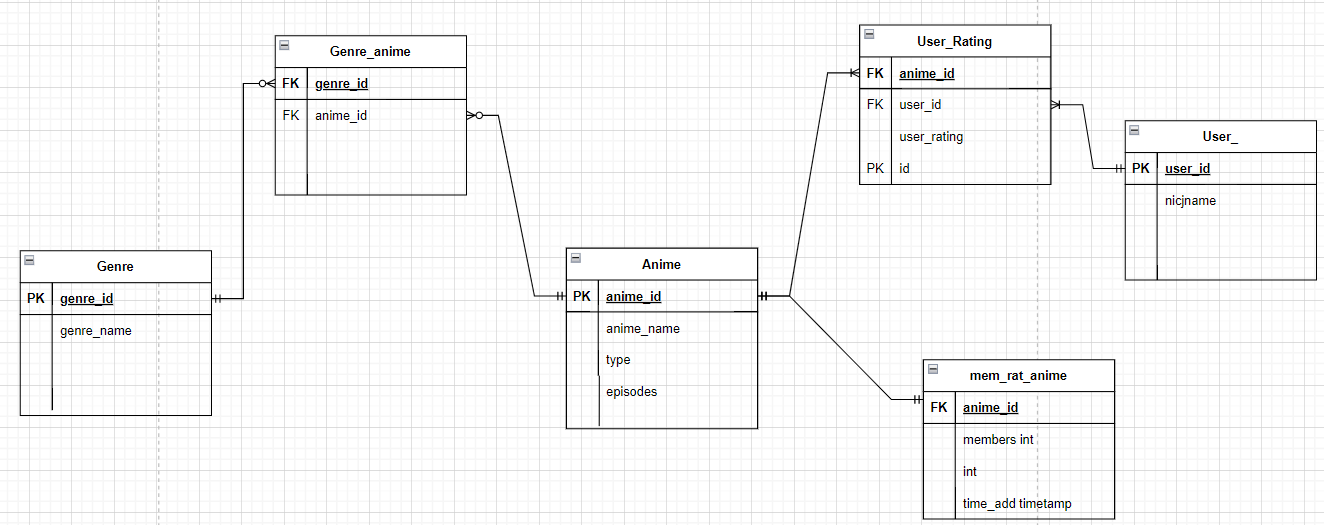 Genre_anime
FK genre_id
FK anime_id
User_Rating
FK anime_id
FK user_id
user_rating
PK id
User_
PK user_id
nicjname
Genre
PK genre_id
genre_name
Anime
PK anime_id
anime_name
type
episodes
mem_rat_anime
FK anime_id
members int
int
time_add timetamp